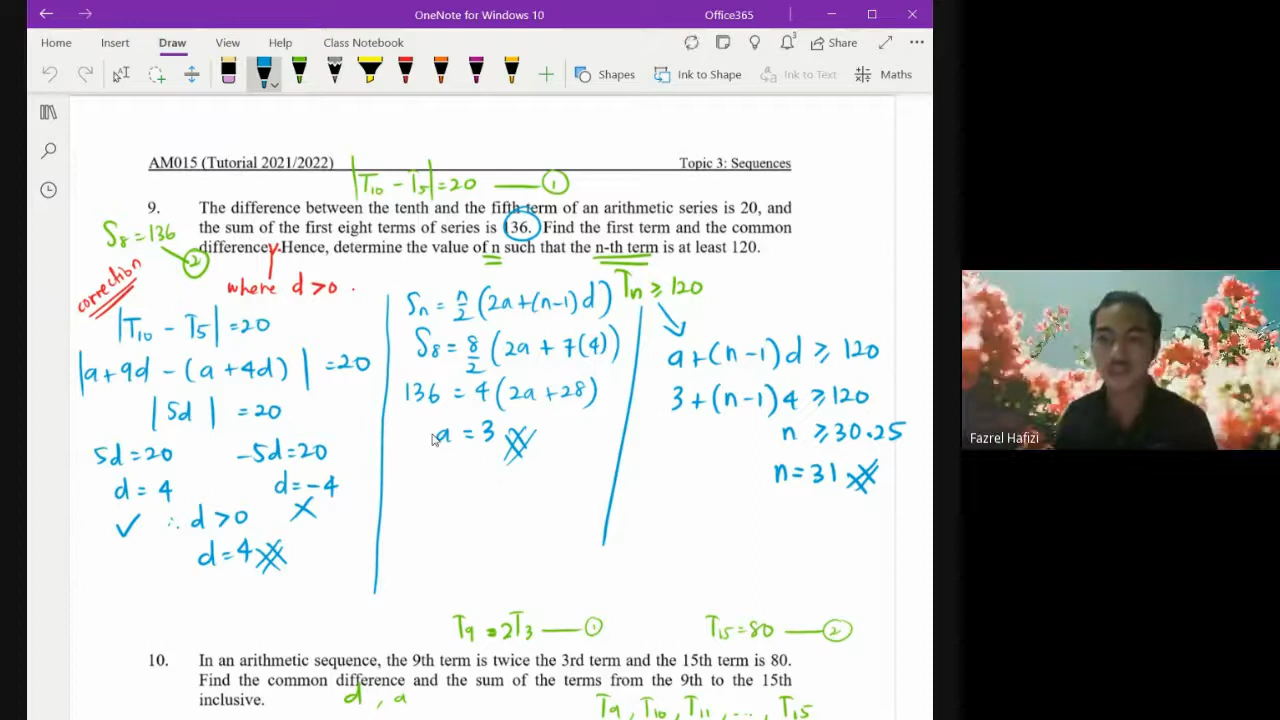 OneNote for Windows 10
Office365
Home Insert Draw View Help Class Notebook
3 Share
Shapes Ink to Shape Ink to Text Maths
AM015 (Tutorial 2021/2022)
Topic 3: Sequences
|T10 - T5| = 20 —— 1
9. The difference between the tenth and the fifth term of an arithmetic series is 20, and
the sum of the first eight terms of series is 136. Find the first term and the common
difference. Hence, determine the value of n such that the n-th term is at least 120.
S8 = 136
2
correction
where d > 0 .
Tn ≥ 120
|T10 - T5| = 20
|a + 9d - (a + 4d)| = 20
|5d| = 20
5d = 20 -5d = 20
d = 4 d = -4
✓ ∴ d > 0 X
d = 4
Sn = n/2 (2a + (n-1) d)
S8 = 8/2 (2a + 7(4))
136 = 4 (2a + 28)
a = 3
a + (n-1) d ≥ 120
3 + (n-1) 4 ≥ 120
n ≥ 30.25
n = 31
Fazrel Hafizi
T9 = 2T3 —— 1
T15 = 80 —— 2
10. In an arithmetic sequence, the 9th term is twice the 3rd term and the 15th term is 80.
Find the common difference and the sum of the terms from the 9th to the 15th
inclusive.
d , a
T9, T10, T11, ..., T15